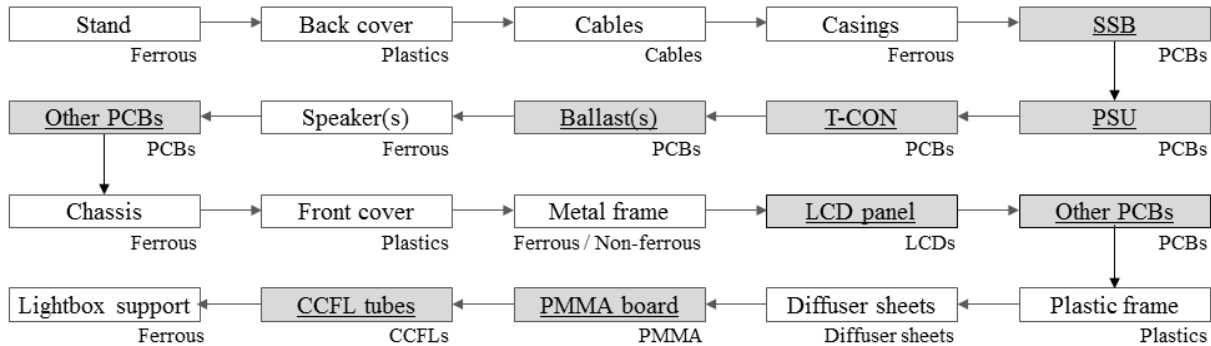 Stand
Back cover
Cables
Casings
SSB
Ferrous
Plastics
Cables
Ferrous
PCBs
Other PCBs
Speaker(s)
Ballast(s)
T-CON
PSU
PCBs
Ferrous
PCBs
PCBs
PCBs
Chassis
Front cover
Metal frame
LCD panel
Other PCBs
Ferrous
Plastics
Ferrous / Non-ferrous
LCDs
PCBs
Lightbox support
CCFL tubes
PMMA board
Diffuser sheets
Plastic frame
Ferrous
CCFLs
PMMA
Diffuser sheets
Plastics